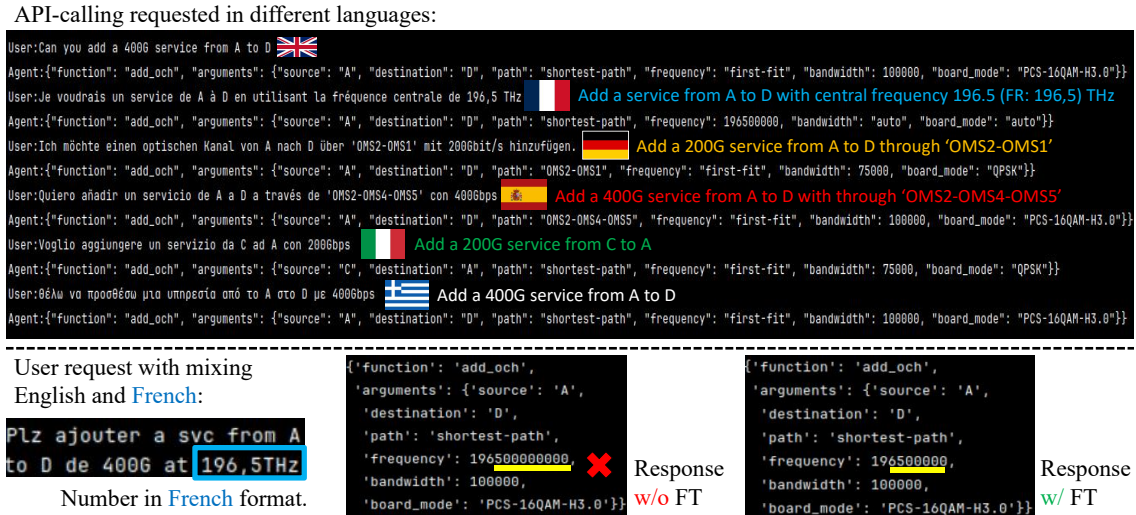 API-calling requested in different languages:
User:Can you add a 400G service from A to D
Agent:{"function": "add_och", "arguments": {"source": "A", "destination": "D", "path": "shortest-path", "frequency": "first-fit", "bandwidth": 100000, "board_mode": "PCS-16QAM-H3.0"}}
User:Je voudrais un service de A à D en utilisant la fréquence centrale de 196,5 THz Add a service from A to D with central frequency 196.5 (FR: 196,5) THz
Agent:{"function": "add_och", "arguments": {"source": "A", "destination": "D", "path": "shortest-path", "frequency": 196500000, "bandwidth": "auto", "board_mode": "auto"}}
User:Ich möchte einen optischen Kanal von A nach D über 'OMS2-OMS1' mit 200Gbit/s hinzufügen. Add a 200G service from A to D through ‘OMS2-OMS1’
Agent:{"function": "add_och", "arguments": {"source": "A", "destination": "D", "path": "OMS2-OMS1", "frequency": "first-fit", "bandwidth": 75000, "board_mode": "QPSK"}}
User:Quiero añadir un servicio de A a D a través de 'OMS2-OMS4-OMS5' con 400Gbps Add a 400G service from A to D with through ‘OMS2-OMS4-OMS5’
Agent:{"function": "add_och", "arguments": {"source": "A", "destination": "D", "path": "OMS2-OMS4-OMS5", "frequency": "first-fit", "bandwidth": 100000, "board_mode": "PCS-16QAM-H3.0"}}
User:Voglio aggiungere un servizio da C ad A con 200Gbps Add a 200G service from C to A
Agent:{"function": "add_och", "arguments": {"source": "C", "destination": "A", "path": "shortest-path", "frequency": "first-fit", "bandwidth": 75000, "board_mode": "QPSK"}}
User:Θέλω να προσθέσω μια υπηρεσία από το A στο D με 400Gbps Add a 400G service from A to D
Agent:{"function": "add_och", "arguments": {"source": "A", "destination": "D", "path": "shortest-path", "frequency": "first-fit", "bandwidth": 100000, "board_mode": "PCS-16QAM-H3.0"}}
User request with mixing
English and French:
Plz ajouter a svc from A
to D de 400G at 196,5THz
Number in French format.
{'function': 'add_och',
'arguments': {'source': 'A',
'destination': 'D',
'path': 'shortest-path',
'frequency': 196500000000,
'bandwidth': 100000,
'board_mode': 'PCS-16QAM-H3.0'}}
Response
w/o FT
{'function': 'add_och',
'arguments': {'source': 'A',
'destination': 'D',
'path': 'shortest-path',
'frequency': 196500000,
'bandwidth': 100000,
'board_mode': 'PCS-16QAM-H3.0'}}
Response
w/ FT